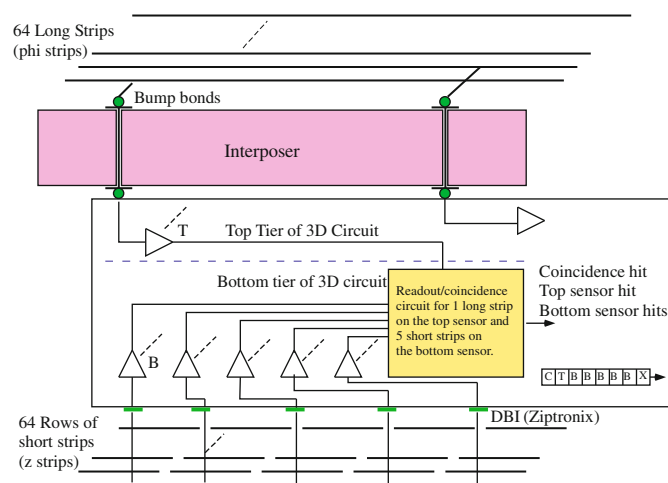 64 Long Strips
(phi strips)
Bump bonds
Interposer
T
Top Tier of 3D Circuit
Bottom tier of 3D circuit
Readout/coincidence
circuit for 1 long strip
on the top sensor and
5 short strips on
the bottom sensor.
Coincidence hit
Top sensor hit
Bottom sensor hits
B
C T B B B B B X
DBI (Ziptronix)
64 Rows of
short strips
(z strips)